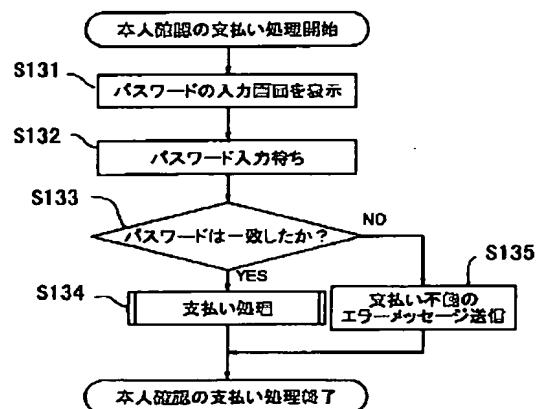 本人確認の支払い処理開始
S131
パスワードの入力画面を表示
S132
パスワード入力待ち
S133
パスワードは一致したか？
NO
YES
S134
支払い処理
S135
支払い不能の
エラーメッセージ送信
本人確認の支払い処理終了